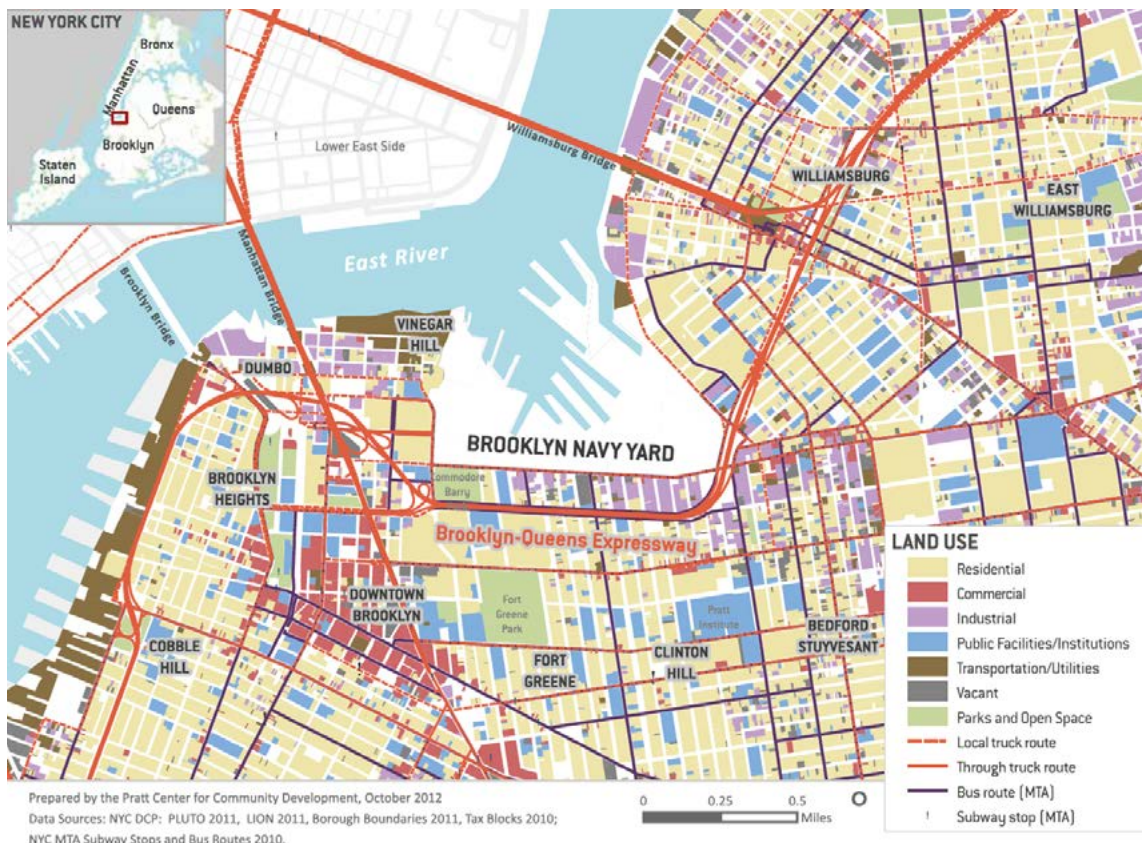 NEW YORK CITY
Bronx
Manhattan
Queens
Brooklyn
Staten
Island
Lower East Side
Williamsburg Bridge
WILLIAMSBURG
EAST
WILLIAMSBURG
East River
Manhattan Bridge
Brooklyn Bridge
VINEGAR
HILL
DUMBO
BROOKLYN NAVY YARD
BROOKLYN
HEIGHTS
Commodore
Barry
Brooklyn-Queens Expressway
DOWNTOWN
BROOKLYN
Fort
Greene
Park
Pratt
Institute
COBBLE
HILL
FORT
GREENE
CLINTON
HILL
BEDFORD
STUYVESANT
LAND USE
Residential
Commercial
Industrial
Public Facilities/Institutions
Transportation/Utilities
Vacant
Parks and Open Space
Local truck route
Through truck route
Bus route (MTA)
Subway stop (MTA)
Prepared by the Pratt Center for Community Development, October 2012
Data Sources: NYC DCP: PLUTO 2011, LION 2011, Borough Boundaries 2011, Tax Blocks 2010;
NYC MTA Subway Stops and Bus Routes 2010.
0 0.25 0.5
Miles